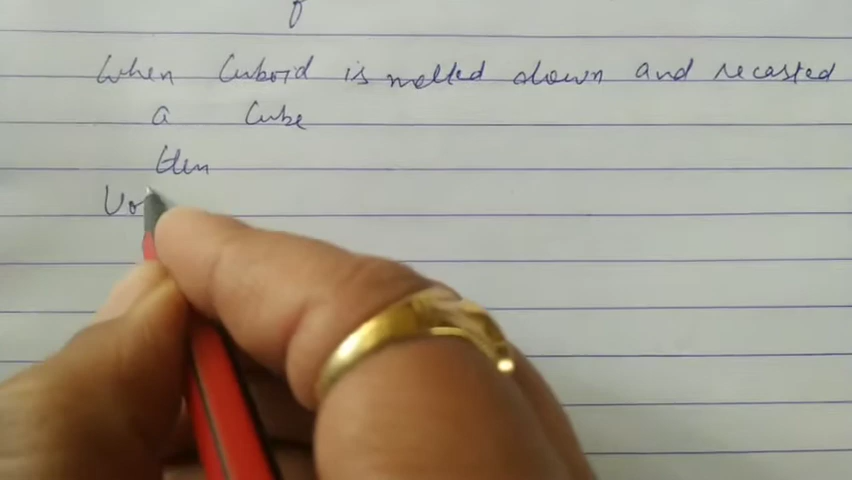 When Cuboid is melted down and recasted
a Cube
then
Vo